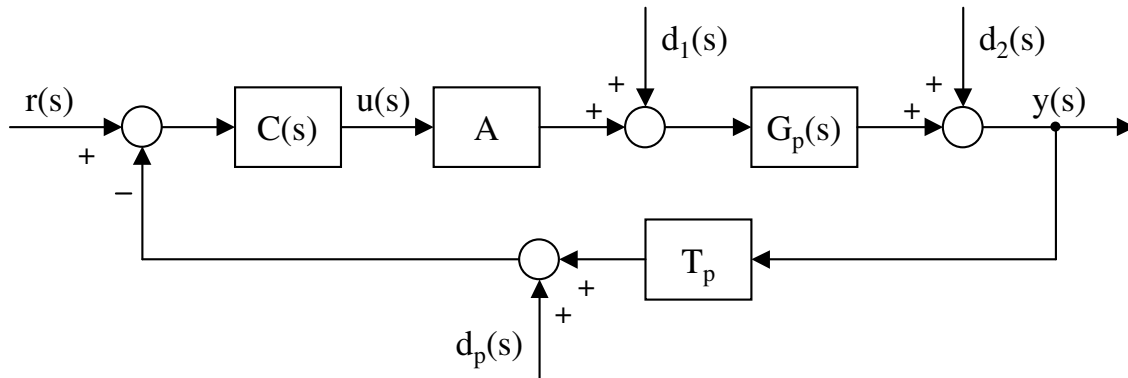 d₁(s)
d₂(s)
r(s)
+
C(s)
u(s)
A
+
+
Gₚ(s)
+
+
y(s)
−
Tₚ
+
+
dₚ(s)